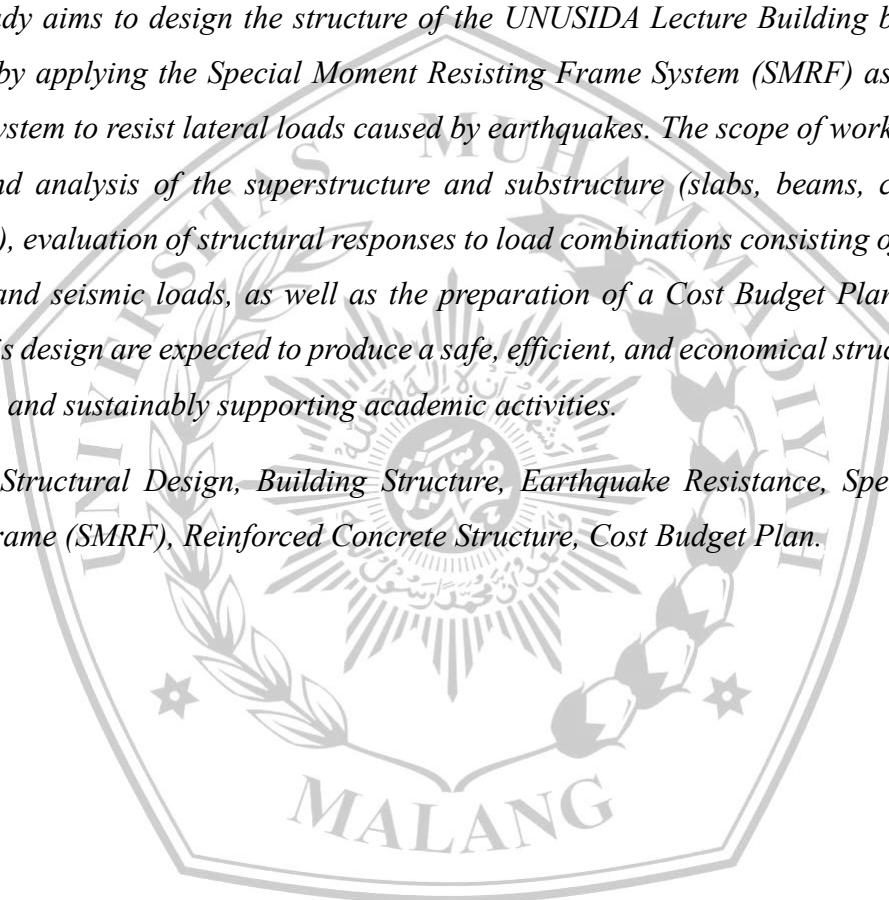 dy aims to design the structure of the UNUSIDA Lecture Building b
by applying the Special Moment Resisting Frame System (SMRF) as
ystem to resist lateral loads caused by earthquakes. The scope of work
nd analysis of the superstructure and substructure (slabs, beams, c
), evaluation of structural responses to load combinations consisting o
and seismic loads, as well as the preparation of a Cost Budget Plan
is design are expected to produce a safe, efficient, and economical struc
and sustainably supporting academic activities.
Structural Design, Building Structure, Earthquake Resistance, Spe
rame (SMRF), Reinforced Concrete Structure, Cost Budget Plan.
UNIVERSITAS MUHAMMADIYAH
MALANG